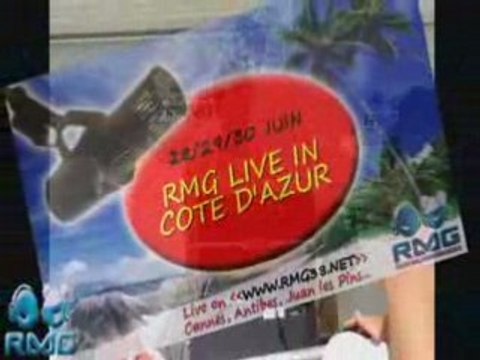 28/29/30 JUIN
RMG LIVE IN
COTE D'AZUR
RMG
Live on <<WWW.RMG33.NET>>
Cannes, Antibes, Juan les Pins...
RMG